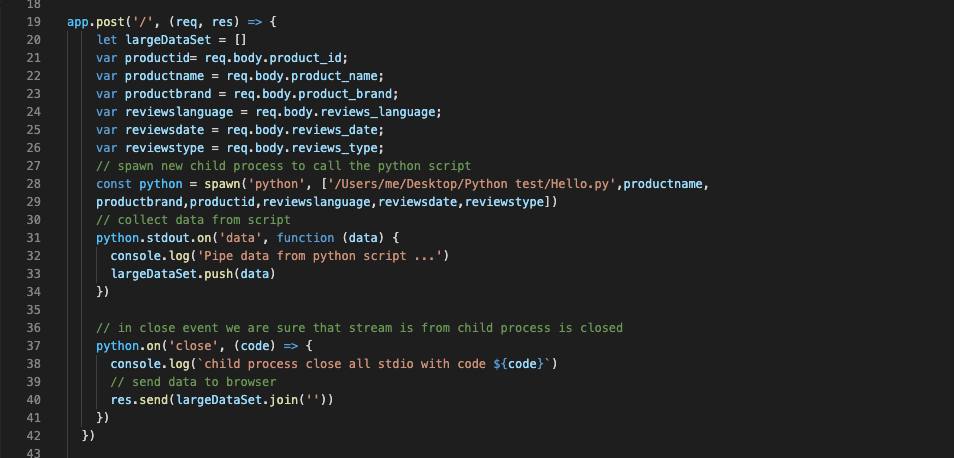 18
19 app.post('/', (req, res) => {
20 let largeDataSet = []
21 var productid= req.body.product_id;
22 var productname = req.body.product_name;
23 var productbrand = req.body.product_brand;
24 var reviewslanguage = req.body.reviews_language;
25 var reviewsdate = req.body.reviews_date;
26 var reviewstype = req.body.reviews_type;
27 // spawn new child process to call the python script
28 const python = spawn('python', ['/Users/me/Desktop/Python test/Hello.py',productname,
29 productbrand,productid,reviewslanguage,reviewsdate,reviewstype])
30 // collect data from script
31 python.stdout.on('data', function (data) {
32 console.log('Pipe data from python script ...')
33 largeDataSet.push(data)
34 })
35
36 // in close event we are sure that stream is from child process is closed
37 python.on('close', (code) => {
38 console.log(`child process close all stdio with code ${code}`)
39 // send data to browser
40 res.send(largeDataSet.join(''))
41 })
42 })
43